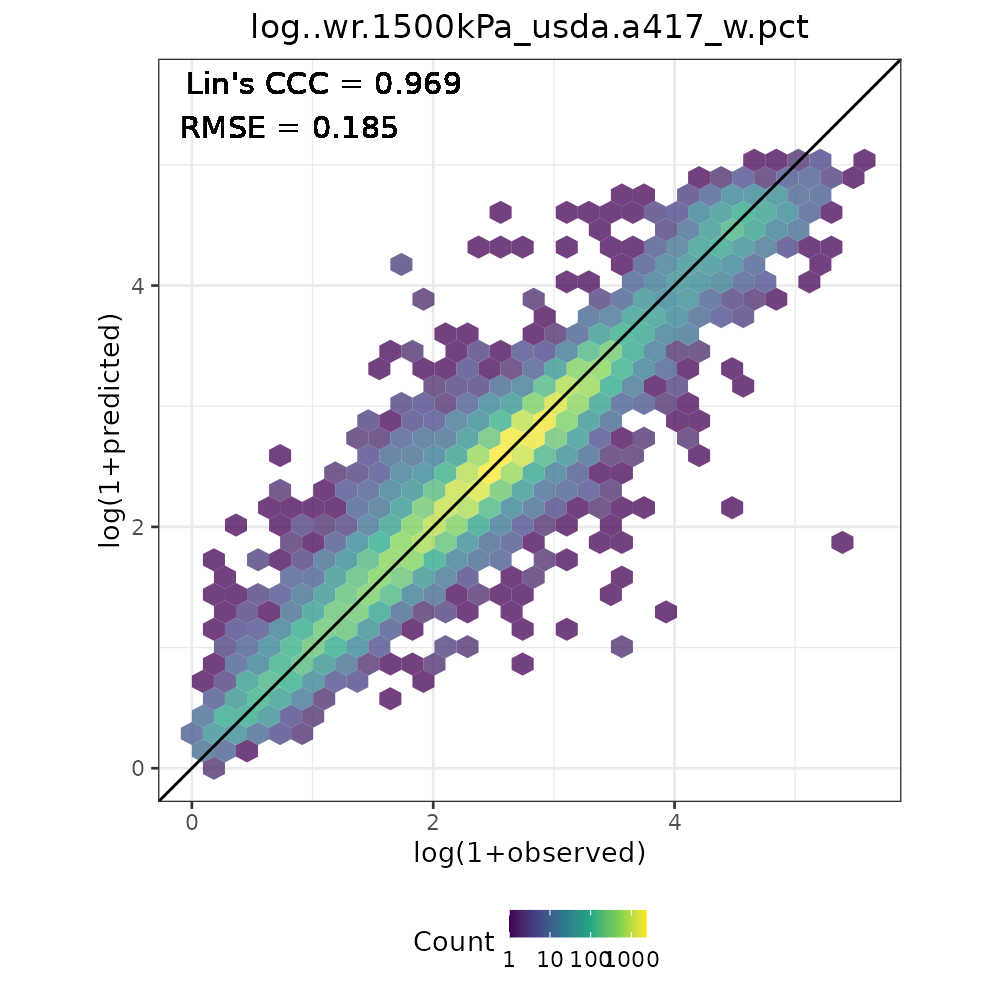 log..wr.1500kPa_usda.a417_w.pct
Lin's CCC = 0.969
RMSE = 0.185
log(1+predicted)
4
2
0
0 2 4
log(1+observed)
Count
1 10 100 1000